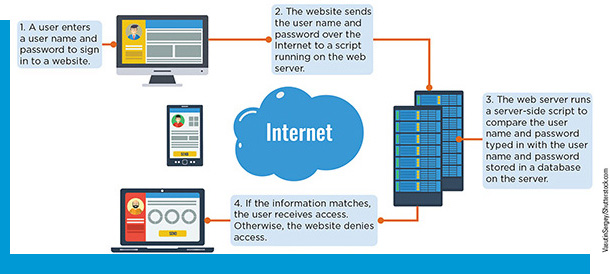 1. A user enters
a user name and
password to sign
in to a website.
2. The website sends
the user name and
password over the
Internet to a script
running on the web
server.
Internet
3. The web server runs
a server-side script to
compare the user
name and password
typed in with the user
name and password
stored in a database
on the server.
SEND
4. If the information matches,
the user receives access.
Otherwise, the website denies
access.
SEND
VasutinSergey/Shutterstock.com